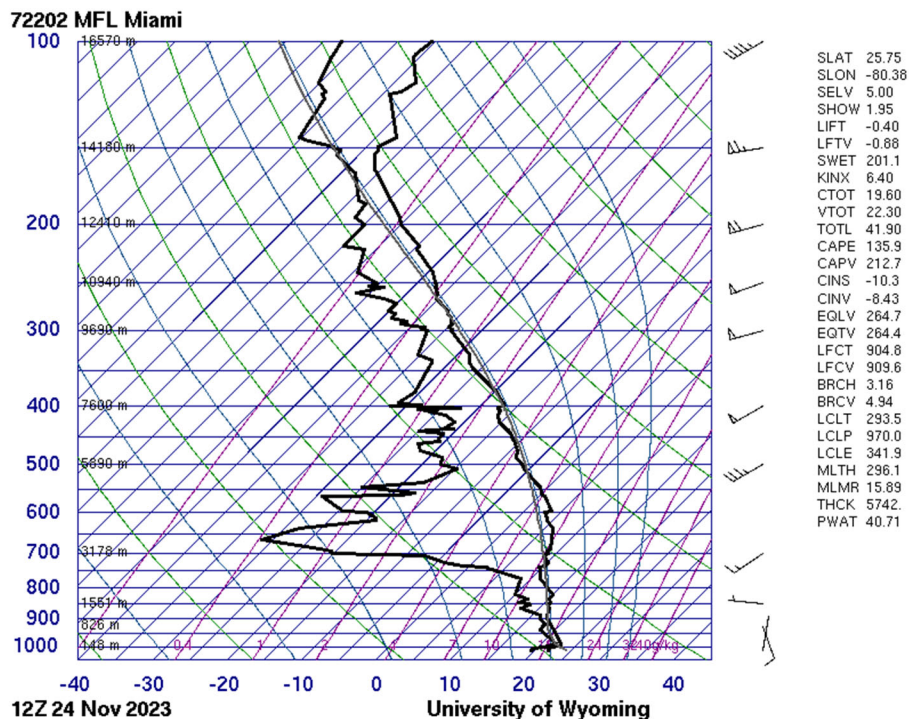 72202 MFL Miami
100
16570 m
14180 m
200
12410 m
10940 m
300
9690 m
400
7600 m
500
5890 m
600
700
3178 m
800
1551 m
900
826 m
1000
148 m
0.4
1
2
4
7
10
24
32
40g/kg
-40
-30
-20
-10
0
10
20
30
40
12Z 24 Nov 2023
University of Wyoming
SLAT 25.75
SLON -80.38
SELV 5.00
SHOW 1.95
LIFT -0.40
LFTV -0.88
SWET 201.1
KINX 6.40
CTOT 19.60
VTOT 22.30
TOTL 41.90
CAPE 135.9
CAPV 212.7
CINS -10.3
CINV -8.43
EQLV 264.7
EQTV 264.4
LFCT 904.8
LFCV 909.6
BRCH 3.16
BRCV 4.94
LCLT 293.5
LCLP 970.0
LCLE 341.9
MLTH 296.1
MLMR 15.89
THCK 5742.
PWAT 40.71